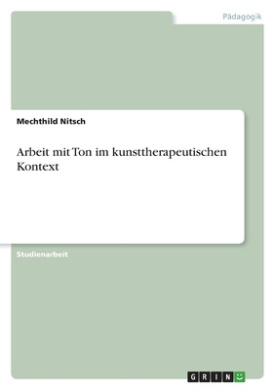 Pädagogik
Mechthild Nitsch
Arbeit mit Ton im kunsttherapeutischen
Kontext
Studienarbeit
GRIN